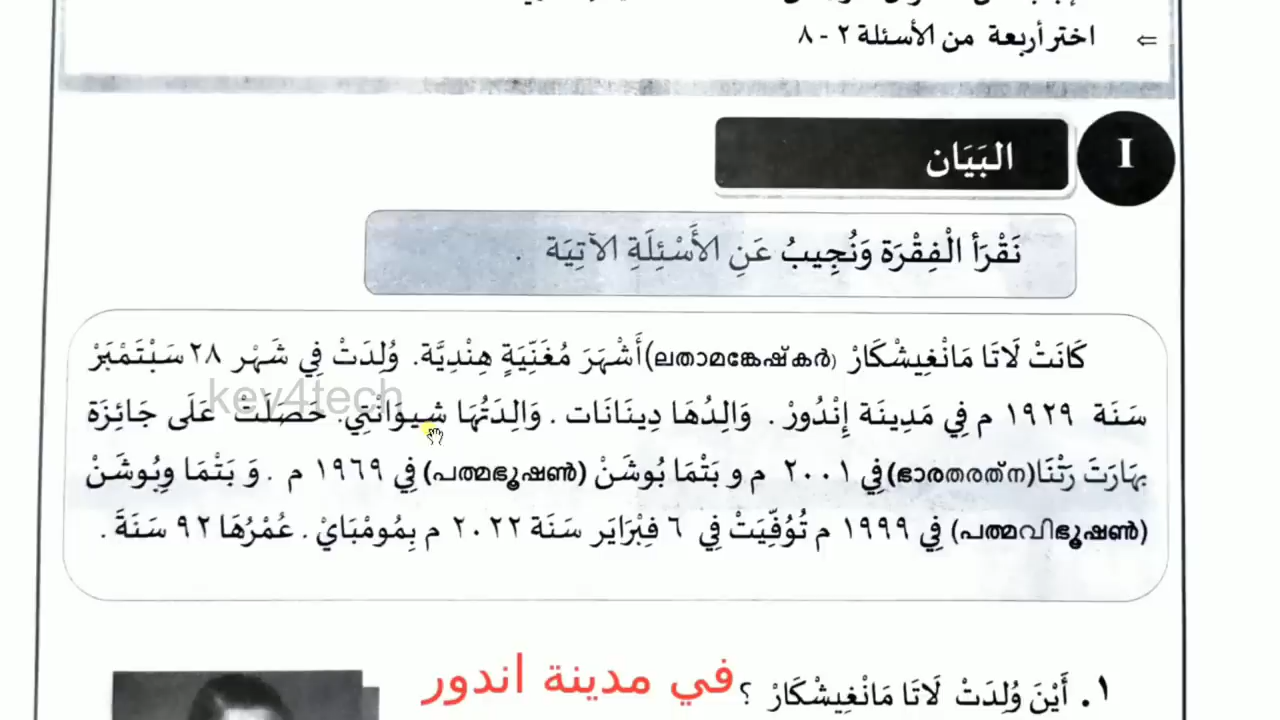 ⇐ اختر أربعة من الأسئلة ٢ - ٨
I البَيَان
نَقْرَأ الْفِقْرَة وَنُجِيبُ عَنِ الأَسْئِلَةِ الآتِيَة .
كَانَتْ لَاتَا مَانْغِيشْكَارْ (ലതാമങ്കേഷ്കർ) أَشْهَرَ مُغَنِّيَةٍ هِنْدِيَّة. وُلِدَتْ فِي شَهْر ٢٨ سَبْتَمْبَرْ
key4tech
سَنَة ١٩٢٩ م فِي مَدِينَة إِنْدُورْ . وَالِدُهَا دِينَانَات . وَالِدَتُهَا شِيوَانْتِي. حَصَلَتْ عَلَى جَائِزَة
بِهَارَتَ رَتْنَا(ഭാരതരത്ന)فِي ٢٠٠١ م و بَتْمَا بُوشَنْ (പത്മഭൂഷൺ)فِي ١٩٦٩ م . وَ بَتْمَا وِبُوشَنْ
(പത്മവിഭൂഷൺ) فِي ١٩٩٩ م تُوُفِّيَتْ فِي ٦ فِبْرَايَر سَنَة ٢٠٢٢ م بِمُومْبَايْ . عُمْرُهَا ٩٢ سَنَةَ .
١. أَيْنَ وُلِدَتْ لَاتَا مَانْغِيشْكَارْ ؟ في مدينة اندور